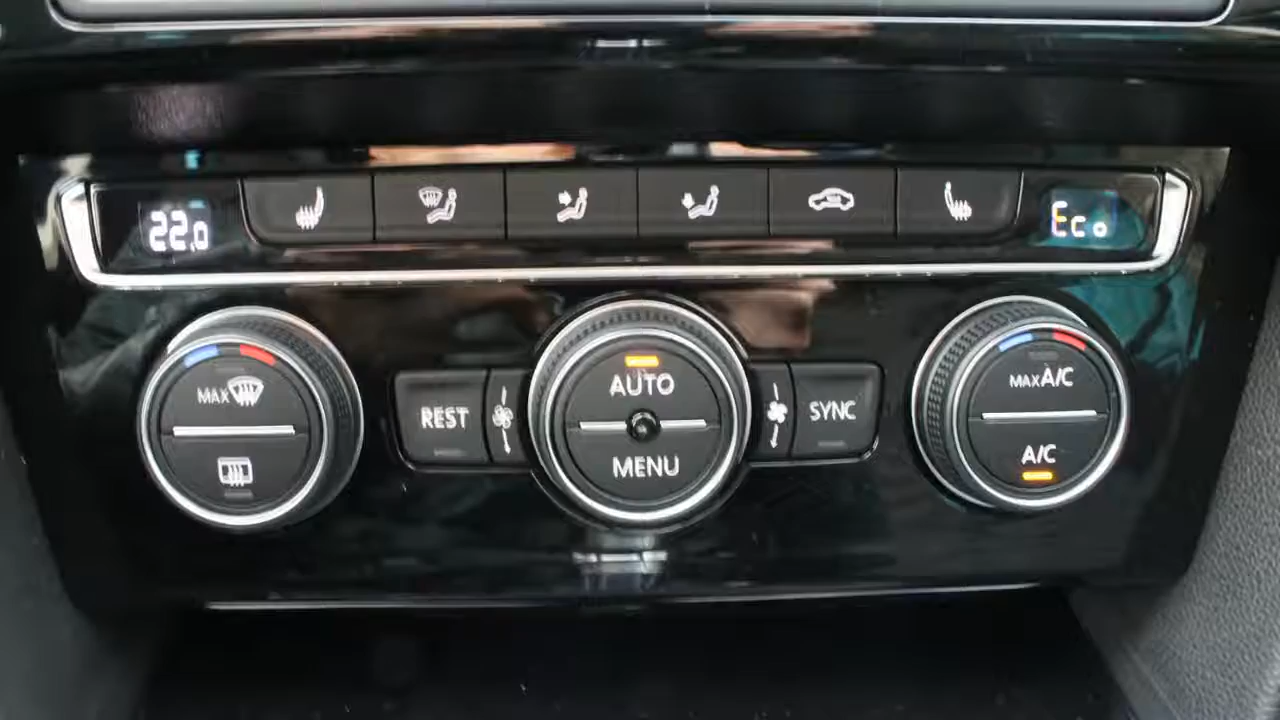 22.0
Eco
MAX
REST
AUTO
MENU
SYNC
MAX A/C
A/C